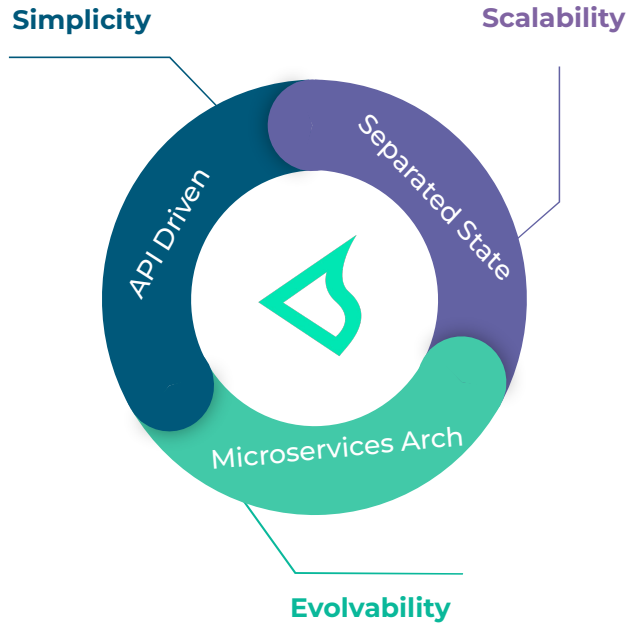 Simplicity
Scalability
API Driven
Separated State
Microservices Arch
Evolvability